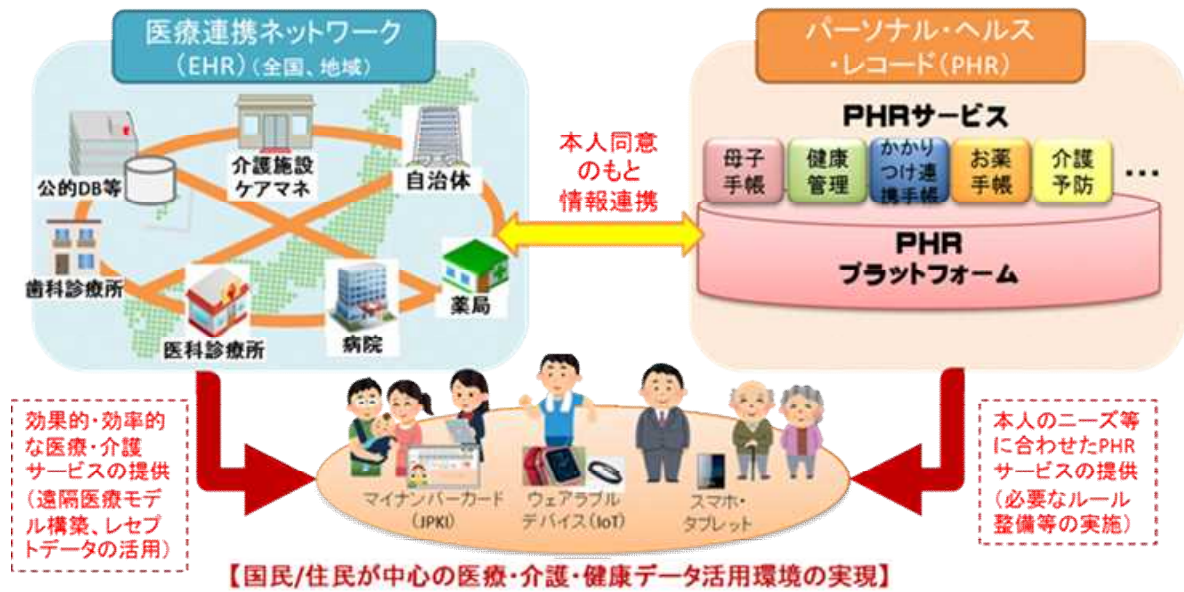 医療連携ネットワーク
(EHR)(全国、地域)
公的DB等
介護施設
ケアマネ
自治体
歯科診療所
医科診療所
病院
薬局
本人同意
のもと
情報連携
パーソナル・ヘルス
・レコード(PHR)
PHRサービス
母子
手帳
健康
管理
かかり
つけ連
携手帳
お薬
手帳
介護
予防
…
PHR
プラットフォーム
効果的・効率的
な医療・介護
サービスの提供
(遠隔医療モデ
ル構築、レセプ
トデータの活用)
マイナンバーカード
(JPKI)
ウェアラブル
デバイス(IoT)
スマホ・
タブレット
本人のニーズ等
に合わせたPHR
サービスの提供
(必要なルール
整備等の実施)
【国民/住民が中心の医療・介護・健康データ活用環境の実現】